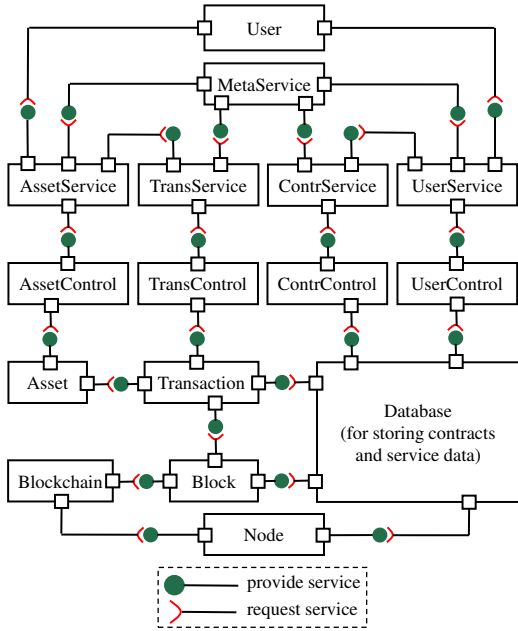 User
MetaService
AssetService
TransService
ContrService
UserService
AssetControl
TransControl
ContrControl
UserControl
Asset
Transaction
Database
(for storing contracts
and service data)
Blockchain
Block
Node
provide service
request service